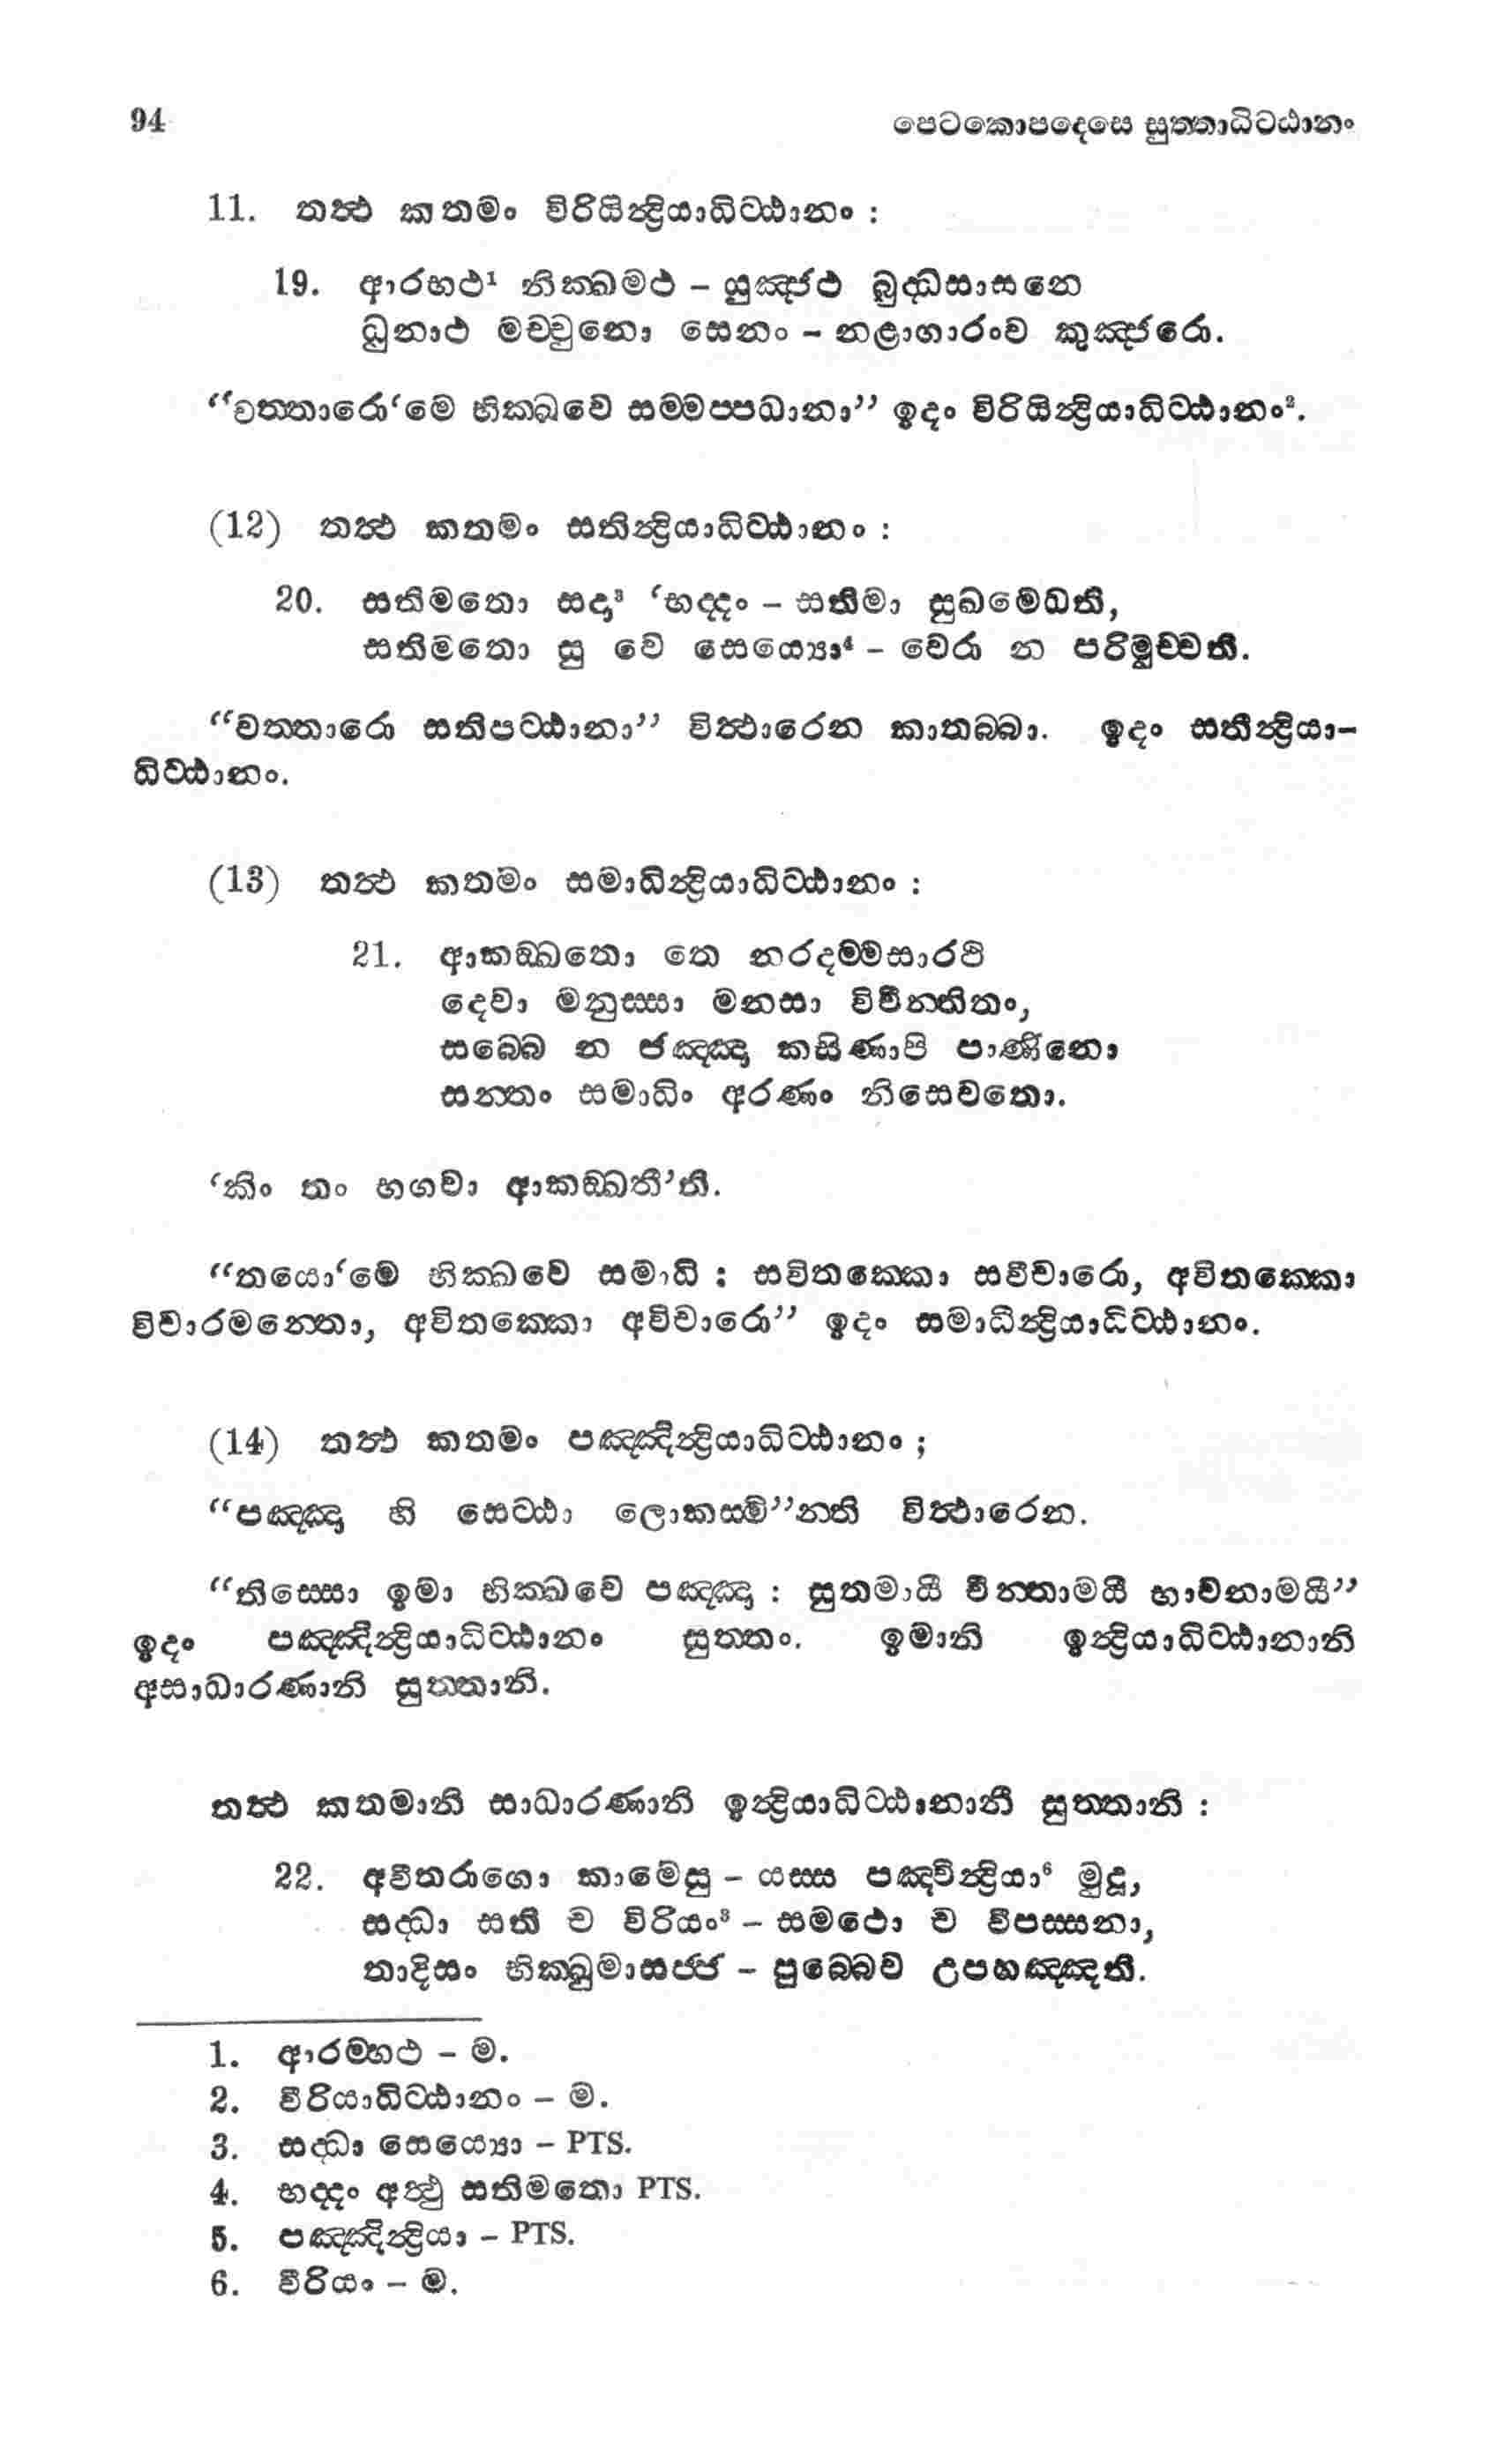 94 පෙටකොපදෙසෙ සුත්තාධිට්ඨානං
11. තත්ථ කතමං විරියින්ද්‍රියාධිට්ඨානං :
19. ආරභථ¹ නික්ඛමථ – යුඤ්ජථ බුද්ධසාසනෙ
ධුනාථ මච්චුනො සෙනං – නළාගාරංව කුඤ්ජරො.
“චත්තාරො‘මෙ භික්ඛවෙ සම්මප්පධානා” ඉදං විරියින්ද්‍රියාධිට්ඨානං².
(12) තත්ථ කතමං සතින්ද්‍රියාධිට්ඨානං :
20. සතිමතො සදා³ ‘භද්දං – සතිමා සුඛමෙධති,
සතිමතො සු වෙ සෙය්‍යො⁴ – වෙරා න පරිමුච්චති.
“චත්තාරො සතිපට්ඨානා” විත්ථාරෙන කාතබ්බා. ඉදං සතින්ද්‍රියා-
ධිට්ඨානං.
(13) තත්ථ කතමං සමාධින්ද්‍රියාධිට්ඨානං :
21. ආකඞ්ඛතො තෙ නරදම්මසාරථි
දෙවා මනුස්සා මනසා විචින්තිතං,
සබ්බෙ න ජඤ්ඤා කසිණාපි පාණිනො
සන්තං සමාධිං අරණං නිසෙවතො.
‘කිං තං භගවා ආකඞ්ඛතී’ති.
“තයො‘මෙ භික්ඛවෙ සමාධි : සවිතක්කො සවිචාරො, අවිතක්කො
විචාරමත්තො, අවිතක්කො අවිචාරො” ඉදං සමාධින්ද්‍රියාධිට්ඨානං.
(14) තත්ථ කතමං පඤ්ඤින්ද්‍රියාධිට්ඨානං ;
“පඤ්ඤා හි සෙට්ඨා ලොකස්මි”න්ති විත්ථාරෙන.
“තිස්සො ඉමා භික්ඛවෙ පඤ්ඤා : සුතමායී චින්තාමයී භාවනාමයී”
ඉදං පඤ්ඤින්ද්‍රියාධිට්ඨානං සුත්තං. ඉමානි ඉන්ද්‍රියාධිට්ඨානානි
අසාධාරණානි සුත්තානි.
තත්ථ කතමානි සාධාරණානි ඉන්ද්‍රියාධිට්ඨානානි සුත්තානි :
22. අවීතරාගො කාමෙසු – යස්ස පඤ්චින්ද්‍රියා⁶ මුදූ,
සද්ධා සති ච විරියං³ – සමථො ච විපස්සනා,
තාදිසං භික්ඛුමාසජ්ජ – පුබ්බෙව උපහඤ්ඤති.
1. ආරම්භථ – ම.
2. වීරියාධිට්ඨානං – ම.
3. සද්ධා සෙය්‍යො – PTS.
4. භද්දං අත්ථු සතිමතො PTS.
5. පඤ්ඤින්ද්‍රියා – PTS.
6. වීරියං – ම.